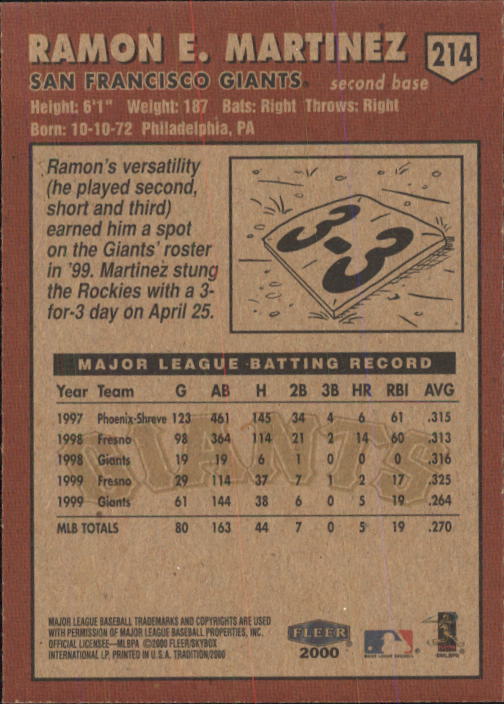 RAMON E. MARTINEZ 214
SAN FRANCISCO GIANTS second base
Height: 6'1" Weight: 187 Bats: Right Throws: Right
Born: 10-10-72 Philadelphia, PA
Ramon's versatility
(he played second,
short and third)
earned him a spot
on the Giants' roster
in '99. Martinez stung
the Rockies with a 3-
for-3 day on April 25.
3-3
MAJOR LEAGUE BATTING RECORD
Year Team G AB H 2B 3B HR RBI AVG
1997 Phoenix-Shreve 123 461 145 34 4 6 61 .315
1998 Fresno 98 364 114 21 2 14 60 .313
1998 Giants 19 19 6 1 0 0 0 .316
1999 Fresno 29 114 37 7 1 2 17 .325
1999 Giants 61 144 38 6 0 5 19 .264
MLB TOTALS 80 163 44 7 0 5 19 .270
GIANTS
MAJOR LEAGUE BASEBALL TRADEMARKS AND COPYRIGHTS ARE USED
WITH PERMISSION OF MAJOR LEAGUE BASEBALL PROPERTIES, INC.
OFFICIAL LICENSEE—MLBPA ©2000 FLEER/SKYBOX
INTERNATIONAL LP. PRINTED IN U.S.A. TRADITION/2000
FLEER
2000
MAJOR LEAGUE BASEBALL
©MLBPA